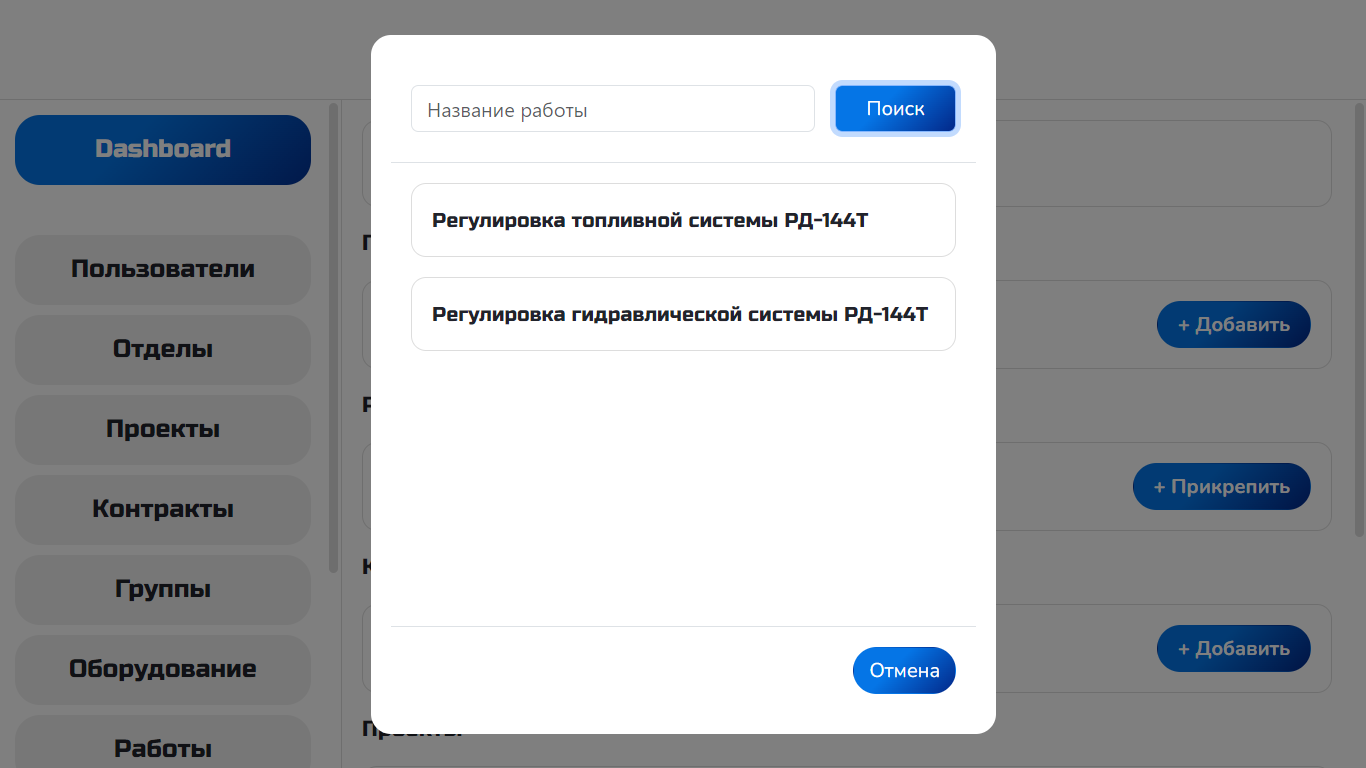 Название работы
Поиск
Регулировка топливной системы РД-144Т
Регулировка гидравлической системы РД-144Т
Отмена
Dashboard
Пользователи
Отделы
Проекты
Контракты
Группы
Оборудование
Работы
+ Добавить
+ Прикрепить
+ Добавить